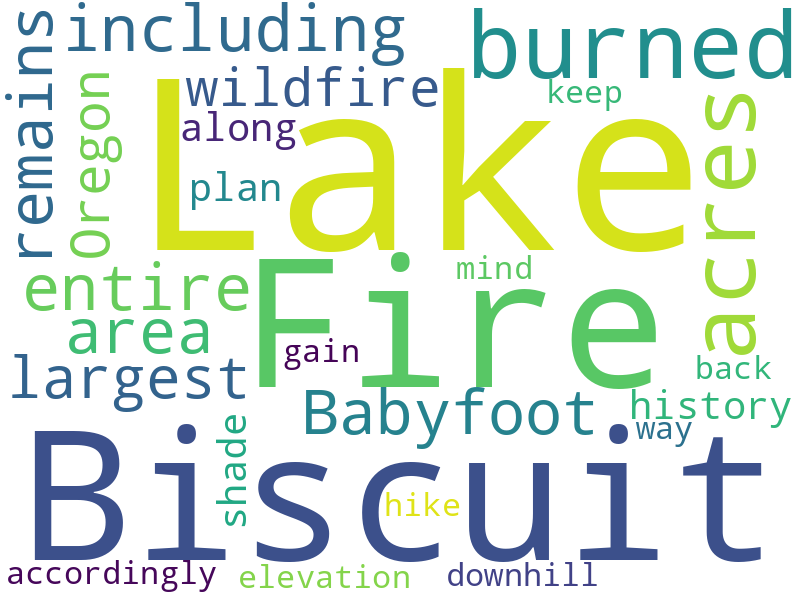 including
burned
remains
wildfire
keep
Oregon
along
Lake
acres
plan
entire
Fire
mind
area
gain
largest
back
Babyfoot
history
way
shade
Biscuit
hike
accordingly
elevation
downhill